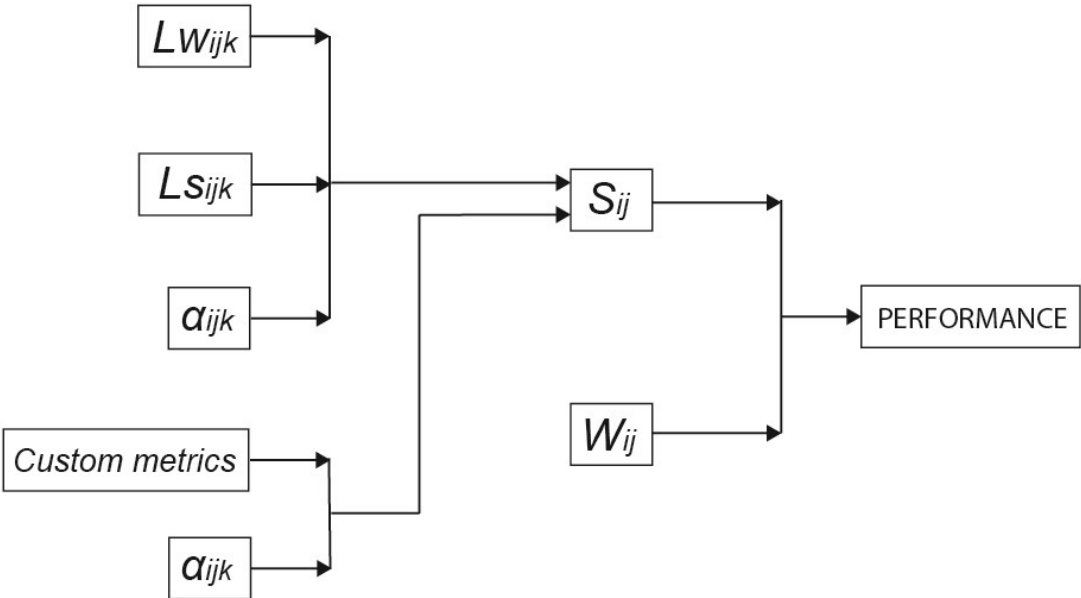 Lwijk
Lsijk
αijk
Custom metrics
αijk
Sij
Wij
PERFORMANCE